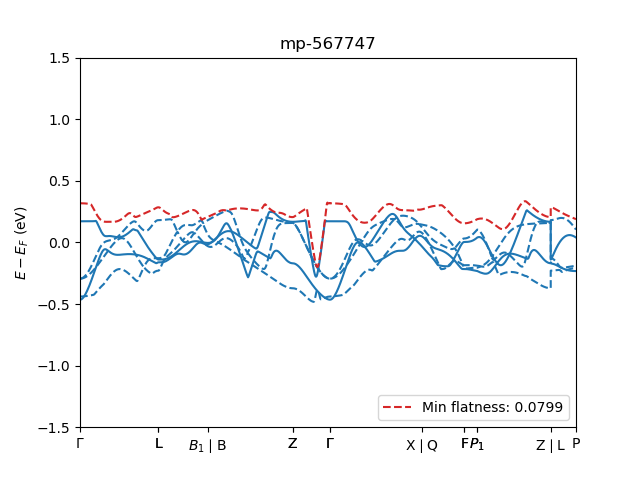 mp-567747
E − E_F (eV)
1.5
1.0
0.5
0.0
−0.5
−1.0
−1.5
Min flatness: 0.0799
Γ L B₁ | B Z Γ X | Q F P₁ Z | L P